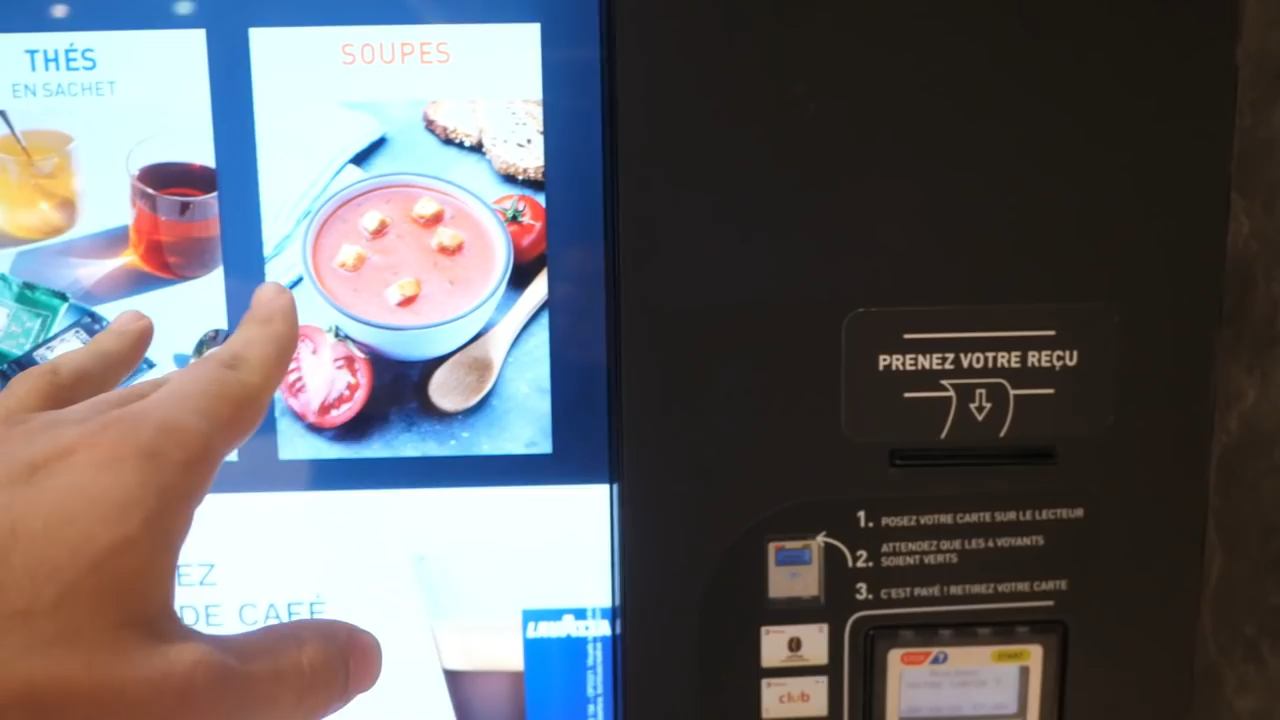 THÉS
EN SACHET
SOUPES
PRENEZ VOTRE REÇU
1. POSEZ VOTRE CARTE SUR LE LECTEUR
2. ATTENDEZ QUE LES 4 VOYANTS
SOIENT VERTS
3. C'EST PAYÉ ! RETIREZ VOTRE CARTE
EZ
DE CAFÉ
LAVAZZA
club
STOP
START